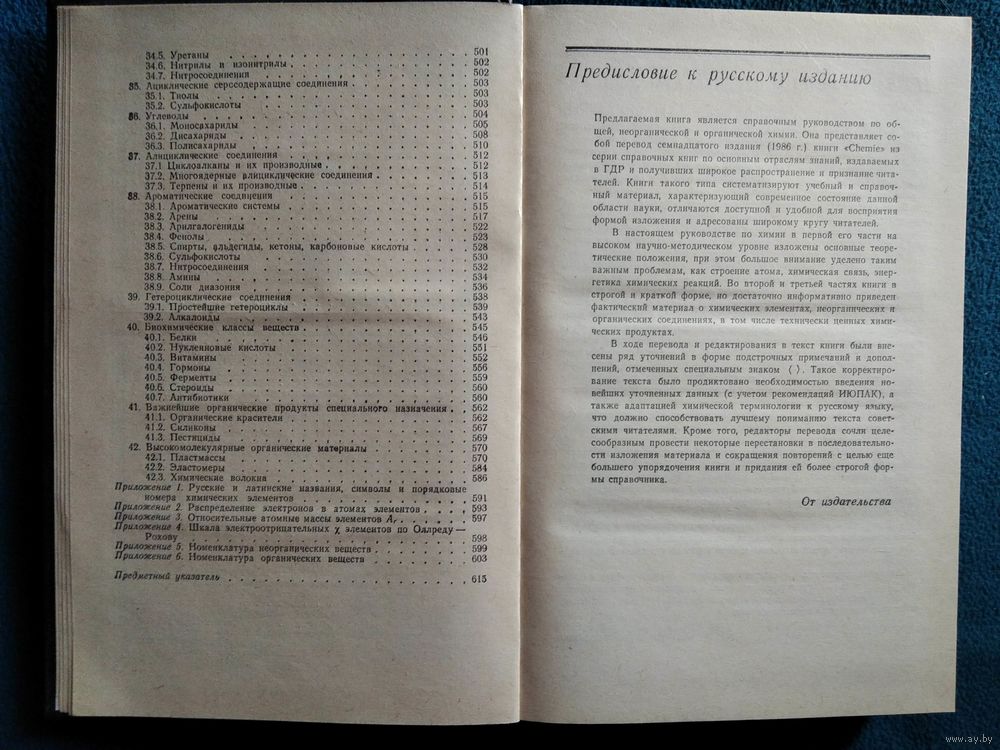 34.5. Уретаны 501
34.6. Нитрилы и изонитрилы 502
34.7. Нитросоединения 502
35. Ациклические серосодержащие соединения 503
35.1. Тиолы 503
35.2. Сульфокислоты 503
36. Углеводы 504
36.1. Моносахариды 505
36.2. Дисахариды 508
36.3. Полисахариды 510
37. Алициклические соединения 512
37.1 Циклоалканы и их производные 512
37.2. Многоядерные алициклические соединения 513
37.3. Терпены и их производные 514
38. Ароматические соединения 515
38.1. Ароматические системы 515
38.2. Арены 517
38.3. Арилгалогениды 522
38.4. Фенолы 523
38.5. Спирты, альдегиды, кетоны, карбоновые кислоты 528
38.6. Сульфокислоты 530
38.7. Нитросоединения 532
38.8. Амины 534
38.9. Соли диазония 536
39. Гетероциклические соединения 538
39.1. Простейшие гетероциклы 539
39.2. Алкалоиды 543
40. Биохимические классы веществ 545
40.1. Белки 546
40.2. Нуклеиновые кислоты 551
40.3. Витамины 552
40.4. Гормоны 556
40.5. Ферменты 559
40.6. Стероиды 560
40.7. Антибиотики 560
41. Важнейшие органические продукты специального назначения 562
41.1. Органические красители 562
41.2. Силиконы 567
41.3. Пестициды 569
42. Высокомолекулярные органические материалы 570
42.1. Пластмассы 570
42.2. Эластомеры 584
42.3. Химические волокна 586
Приложение 1. Русские и латинские названия, символы и порядковые
номера химических элементов 591
Приложение 2. Распределение электронов в атомах элементов 593
Приложение 3. Относительные атомные массы элементов Ar 597
Приложение 4. Шкала электроотрицательных χ элементов по Оллреду—
Рохову 598
Приложение 5. Номенклатура неорганических веществ 599
Приложение 6. Номенклатура органических веществ 603
Предметный указатель 615
Предисловие к русскому изданию
Предлагаемая книга является справочным руководством по об-
щей, неорганической и органической химии. Она представляет со-
бой перевод семнадцатого издания (1986 г.) книги «Chemie» из
серии справочных книг по основным отраслям знаний, издаваемых
в ГДР и получивших широкое распространение и признание чита-
телей. Книги такого типа систематизируют учебный и справоч-
ный материал, характеризующий современное состояние данной
области науки, отличаются доступной и удобной для восприятия
формой изложения и адресованы широкому кругу читателей.
В настоящем руководстве по химии в первой его части на
высоком научно-методическом уровне изложены основные теоре-
тические положения, при этом большое внимание уделено таким
важным проблемам, как строение атома, химическая связь, энер-
гетика химических реакций. Во второй и третьей частях книги в
строгой и краткой форме, но достаточно информативно приведен
фактический материал о химических элементах, неорганических и
органических соединениях, в том числе технически ценных хими-
ческих продуктах.
В ходе перевода и редактирования в текст книги были вне-
сены ряд уточнений в форме подстрочных примечаний и допол-
нений, отмеченных специальным знаком ⟨ ⟩. Такое корректиро-
вание текста было продиктовано необходимостью введения но-
вейших уточненных данных (с учетом рекомендаций ИЮПАК), а
также адаптацией химической терминологии к русскому языку,
что должно способствовать лучшему пониманию текста совет-
скими читателями. Кроме того, редакторы перевода сочли целе-
сообразным провести некоторые перестановки в последовательно-
сти изложения материала и сокращения повторений с целью еще
большего упорядочения книги и придания ей более строгой фор-
мы справочника.
От издательства
www.ay.by